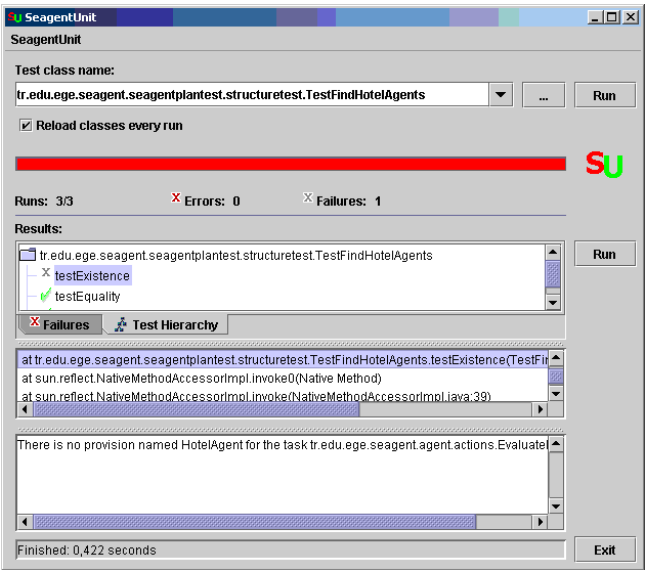 SU SeagentUnit
SeagentUnit
Test class name:
tr.edu.ege.seagent.seagentplantest.structuretest.TestFindHotelAgents
...
Run
Reload classes every run
SU
Runs: 3/3
X Errors: 0
X Failures: 1
Results:
tr.edu.ege.seagent.seagentplantest.structuretest.TestFindHotelAgents
Run
X testExistence
testEquality
X Failures
Test Hierarchy
at tr.edu.ege.seagent.seagentplantest.structuretest.TestFindHotelAgents.testExistence(TestFin
at sun.reflect.NativeMethodAccessorImpl.invoke0(Native Method)
at sun.reflect.NativeMethodAccessorImpl.invoke(NativeMethodAccessorImpl.java:39)
There is no provision named HotelAgent for the task tr.edu.ege.seagent.agent.actions.Evaluate
Finished: 0,422 seconds
Exit